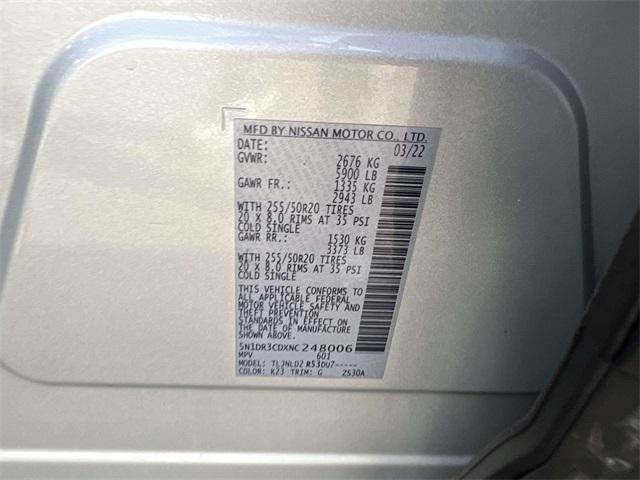 MFD BY NISSAN MOTOR CO., LTD.
DATE: 03/22
GVWR: 2676 KG
5900 LB
GAWR FR.: 1335 KG
2943 LB
WITH 255/50R20 TIRES
20 X 8.0 RIMS AT 35 PSI
COLD SINGLE
GAWR RR.: 1530 KG
3373 LB
WITH 255/50R20 TIRES
20 X 8.0 RIMS AT 35 PSI
COLD SINGLE
THIS VEHICLE CONFORMS TO
ALL APPLICABLE FEDERAL
MOTOR VEHICLE SAFETY AND
THEFT PREVENTION
STANDARDS IN EFFECT ON
THE DATE OF MANUFACTURE
SHOWN ABOVE.
5N1DR3CDXNC248006
MPV 601
MODEL: TLJNLDZ R53DU7-----
COLOR: K23 TRIM: G ZS30A